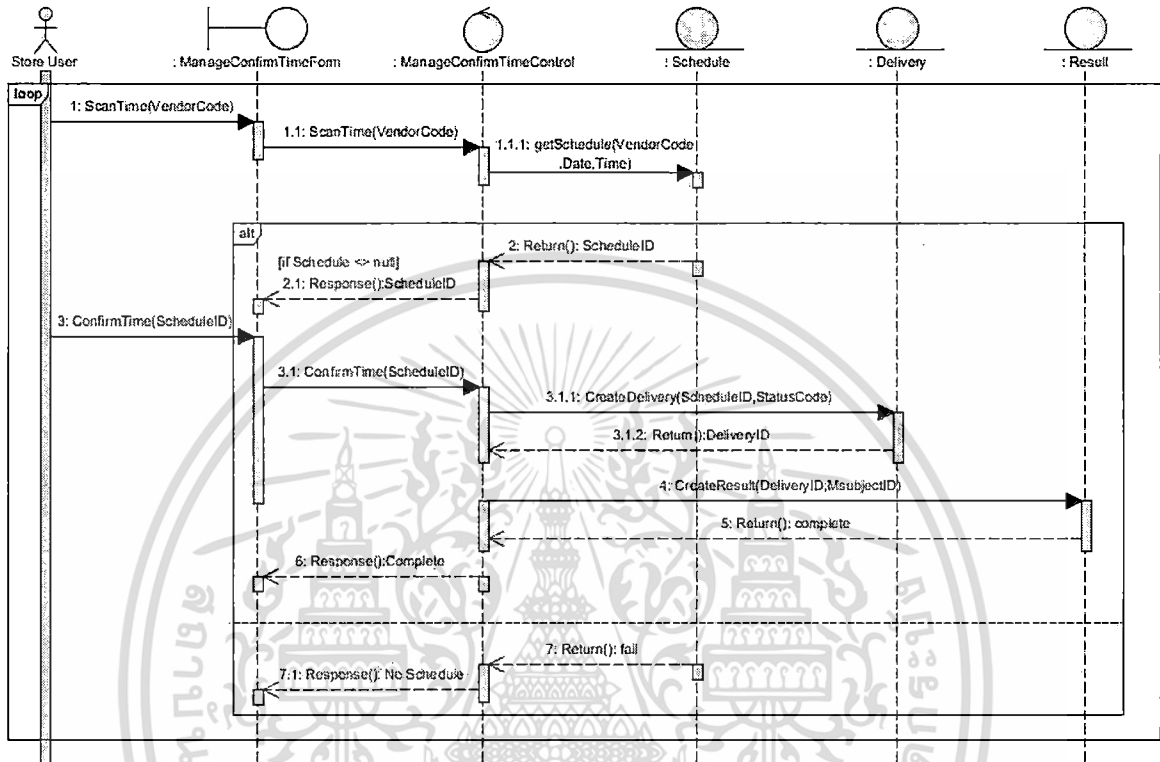 Store User
: ManageConfirmTimeForm
: ManageConfirmTimeControl
: Schedule
: Delivery
: Result
loop
1: ScanTime(VendorCode)
1.1: ScanTime(VendorCode)
1.1.1: getSchedule(VendorCode
,Date,Time)
alt
2: Return(): ScheduleID
[if Schedule <> null]
2.1: Response():ScheduleID
3: ConfirmTime(ScheduleID)
3.1: ConfirmTime(ScheduleID)
3.1.1: CreateDelivery(ScheduleID,StatusCode)
3.1.2: Return():DeliveryID
4: CreateResult(DeliveryID,MsubjectID)
5: Return(): complete
6: Response():Complete
7: Return(): fail
7.1: Response(): No Schedule